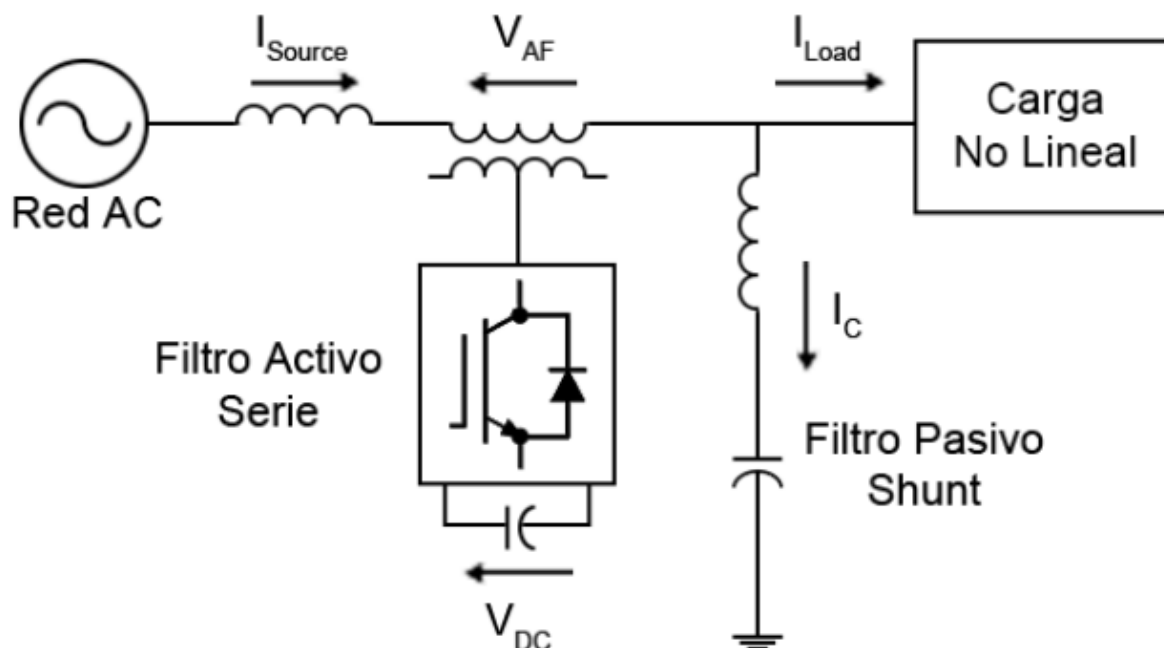 I_Source
V_AF
I_Load
Carga
No Lineal
Red AC
Filtro Activo
Serie
I_C
Filtro Pasivo
Shunt
V_DC